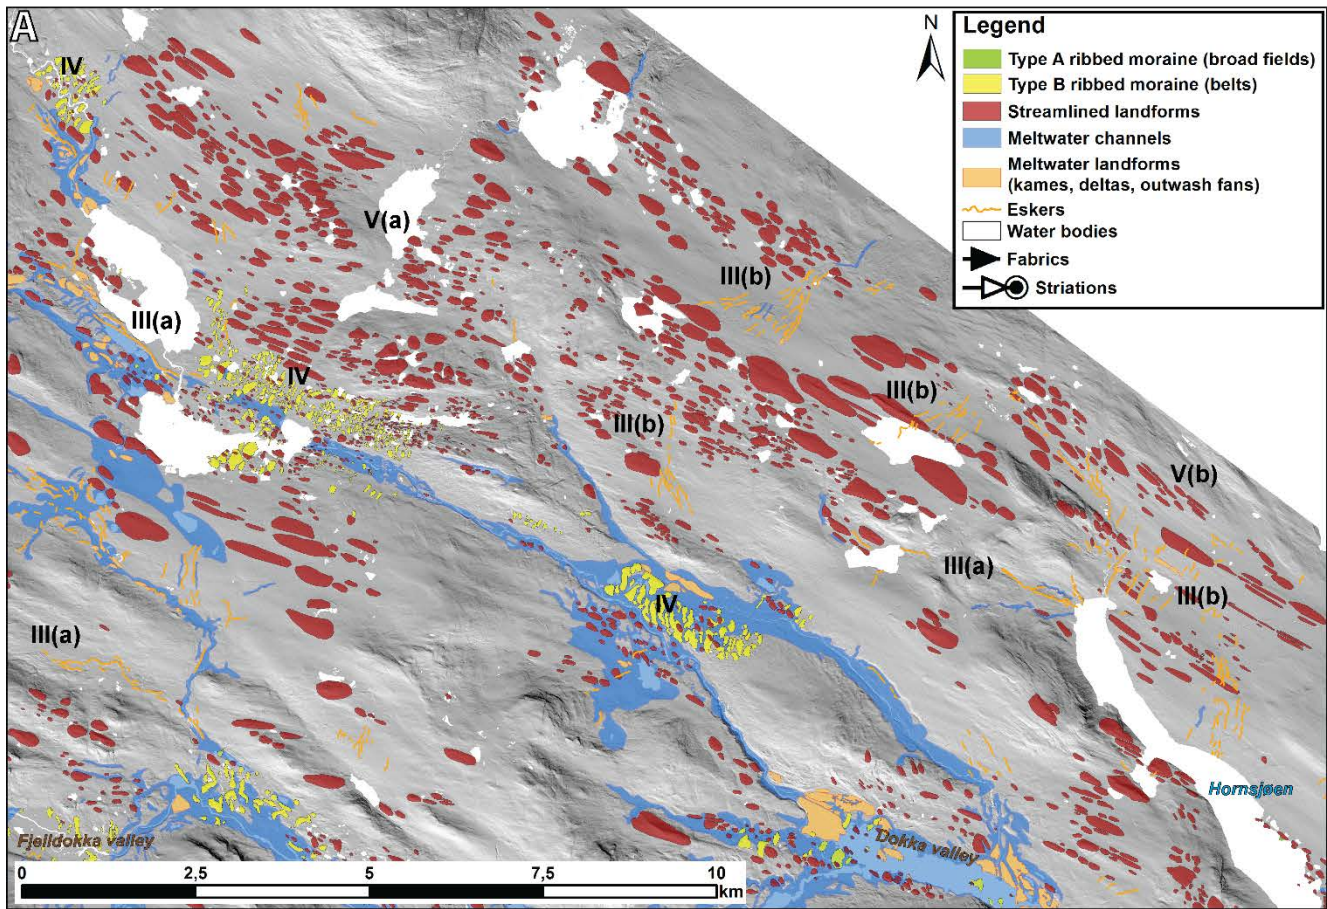 A
N
Legend
Type A ribbed moraine (broad fields)
Type B ribbed moraine (belts)
Streamlined landforms
Meltwater channels
Meltwater landforms
(kames, deltas, outwash fans)
Eskers
Water bodies
Fabrics
Striations
IV
V(a)
III(b)
III(a)
IV
III(b)
III(b)
V(b)
III(a)
III(b)
IV
III(a)
Hornsjøen
Fjelldokka valley
Dokka valley
0 2,5 5 7,5 10
km